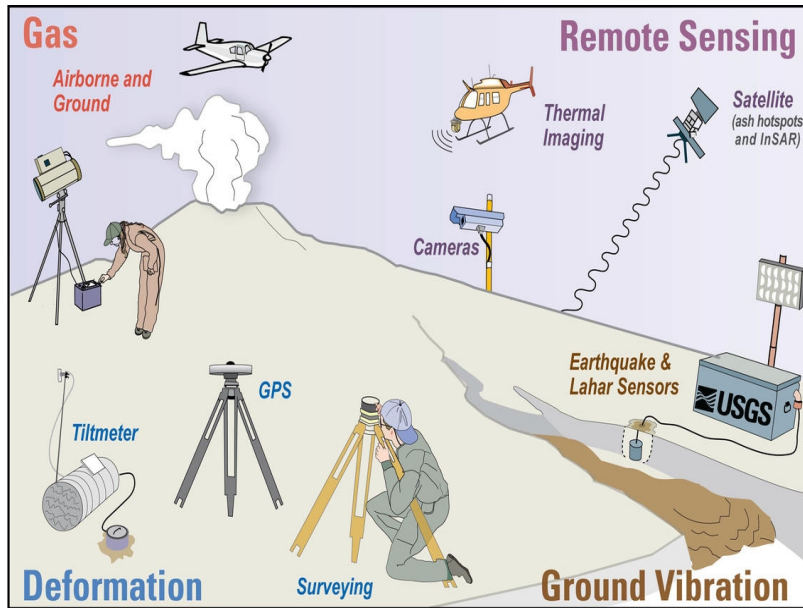 Gas
Airborne and
Ground
Remote Sensing
Thermal
Imaging
Satellite
(ash hotspots
and InSAR)
Cameras
Earthquake &
Lahar Sensors
USGS
GPS
Tiltmeter
Surveying
Deformation
Ground Vibration